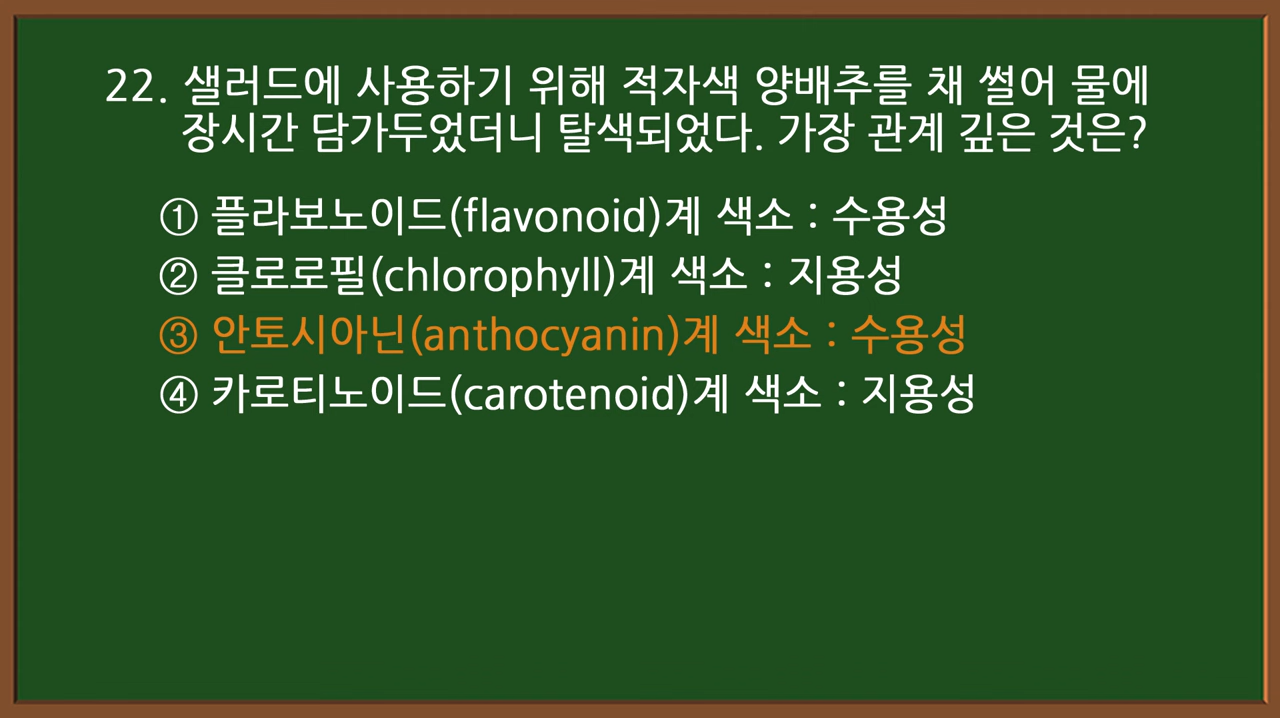 22. 샐러드에 사용하기 위해 적자색 양배추를 채 썰어 물에
장시간 담가두었더니 탈색되었다. 가장 관계 깊은 것은?
① 플라보노이드(flavonoid)계 색소 : 수용성
② 클로로필(chlorophyll)계 색소 : 지용성
③ 안토시아닌(anthocyanin)계 색소 : 수용성
④ 카로티노이드(carotenoid)계 색소 : 지용성